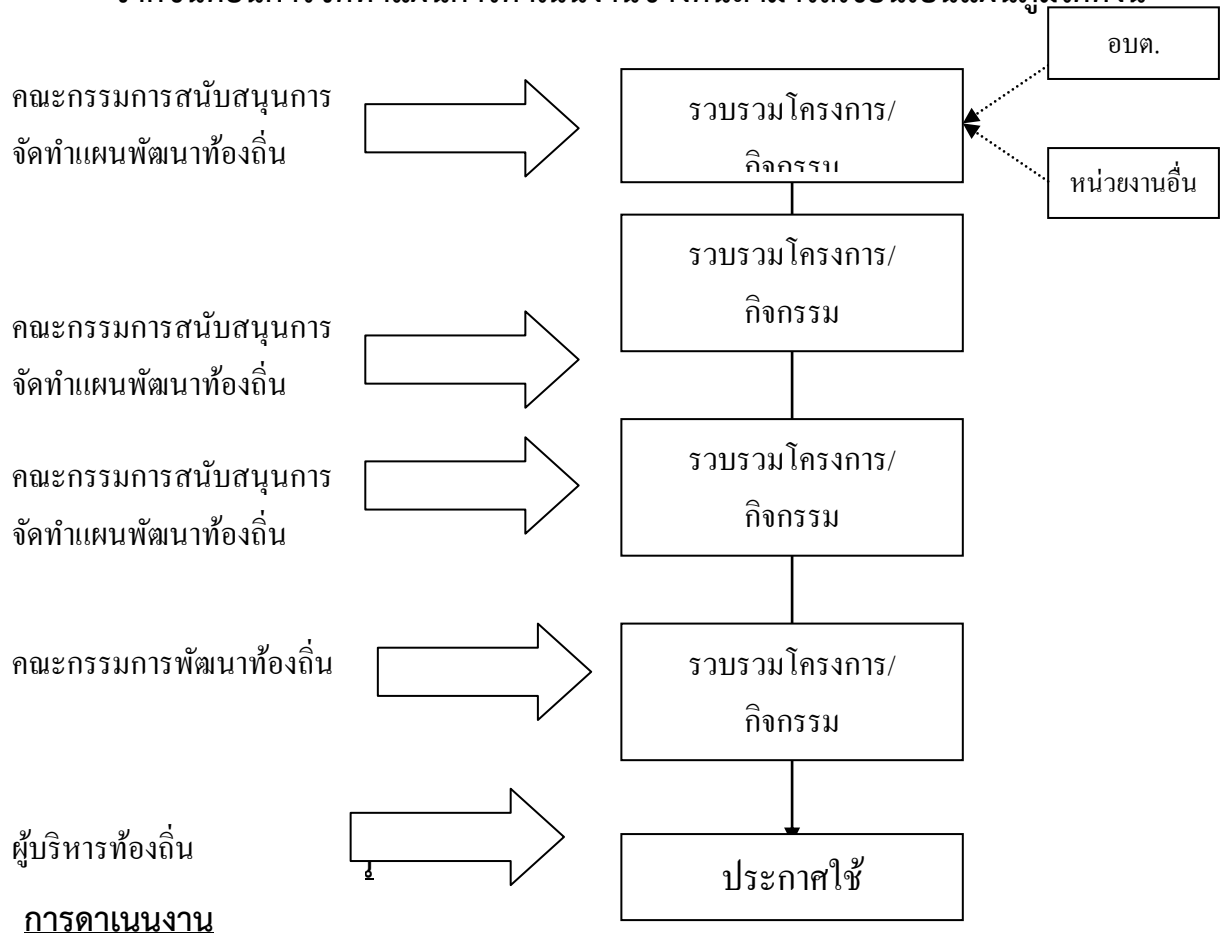 อบต.
คณะกรรมการสนับสนุนการ
จัดทำแผนพัฒนาท้องถิ่น
รวบรวมโครงการ/
กิจกรรม
หน่วยงานอื่น
รวบรวมโครงการ/
กิจกรรม
คณะกรรมการสนับสนุนการ
จัดทำแผนพัฒนาท้องถิ่น
คณะกรรมการสนับสนุนการ
จัดทำแผนพัฒนาท้องถิ่น
รวบรวมโครงการ/
กิจกรรม
คณะกรรมการพัฒนาท้องถิ่น
รวบรวมโครงการ/
กิจกรรม
ผู้บริหารท้องถิ่น
ประกาศใช้
การดาเนนงาน